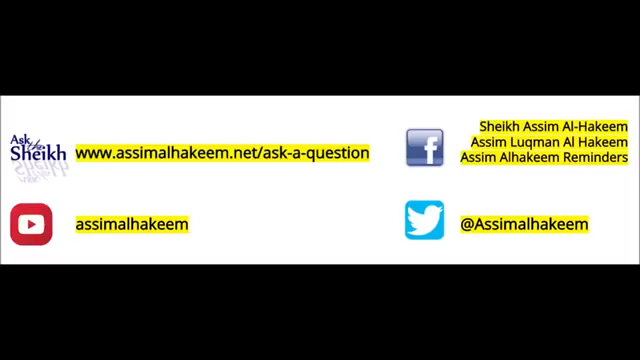 Ask
the
Sheikh
www.assimalhakeem.net/ask-a-question
Sheikh Assim Al-Hakeem
Assim Luqman Al Hakeem
Assim Alhakeem Reminders
assimalhakeem
@Assimalhakeem